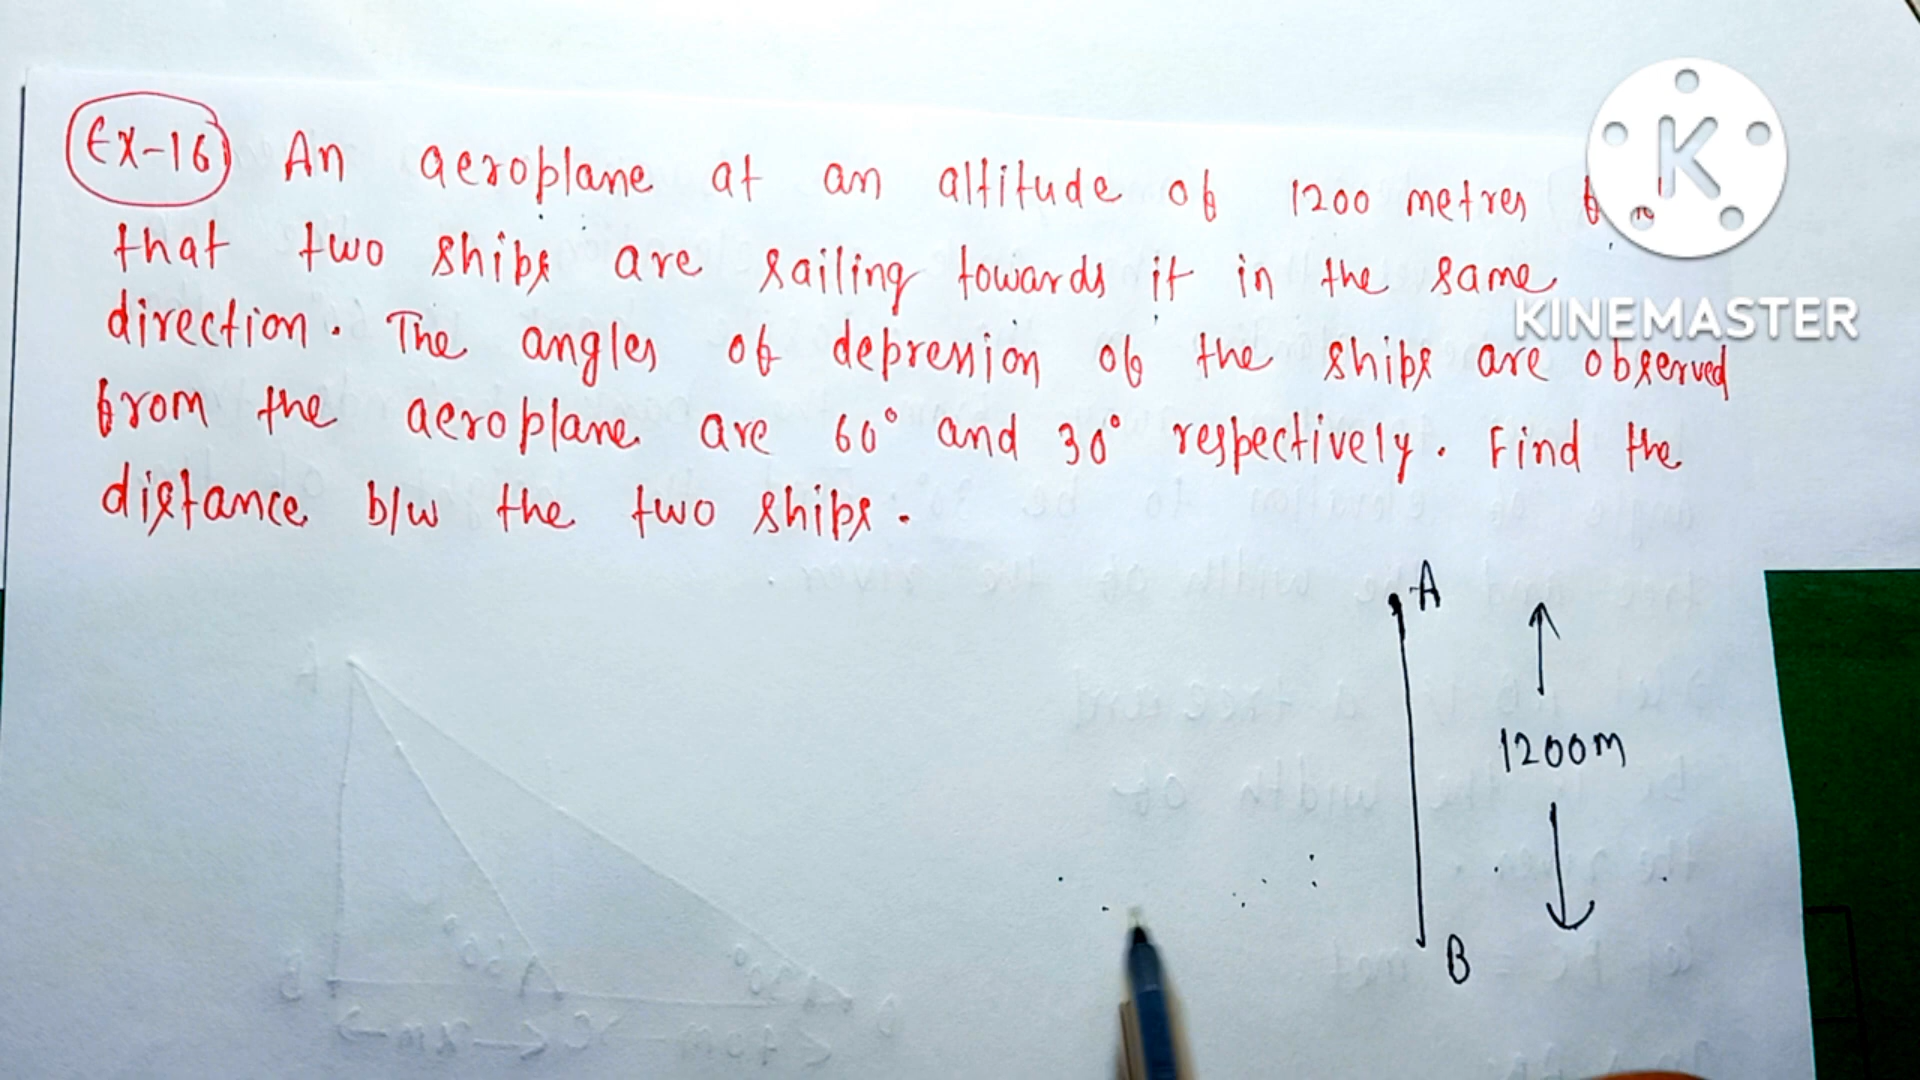 Ex-16 An aeroplane at an altitude of 1200 metres
that two ships are sailing towards it in the same
direction. The angles of depression of the ships are observed
from the aeroplane are 60° and 30° respectively. Find the
distance b/w the two ships.
A
1200m
B
K
KINEMASTER